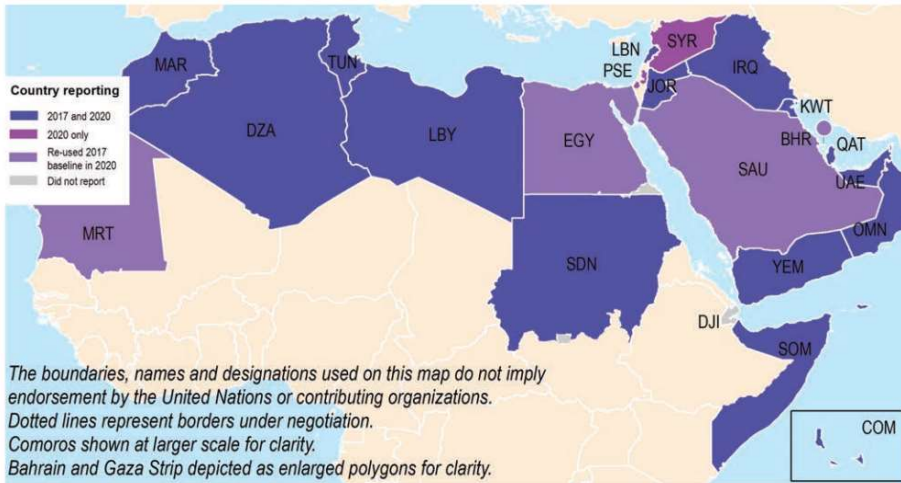 LBN
SYR
MAR
TUN
PSE
JOR
IRQ
Country reporting
2017 and 2020
2020 only
Re-used 2017
baseline in 2020
Did not report
DZA
LBY
EGY
KWT
BHR
QAT
SAU
UAE
MRT
OMN
SDN
YEM
DJI
SOM
The boundaries, names and designations used on this map do not imply
endorsement by the United Nations or contributing organizations.
Dotted lines represent borders under negotiation.
Comoros shown at larger scale for clarity.
Bahrain and Gaza Strip depicted as enlarged polygons for clarity.
COM